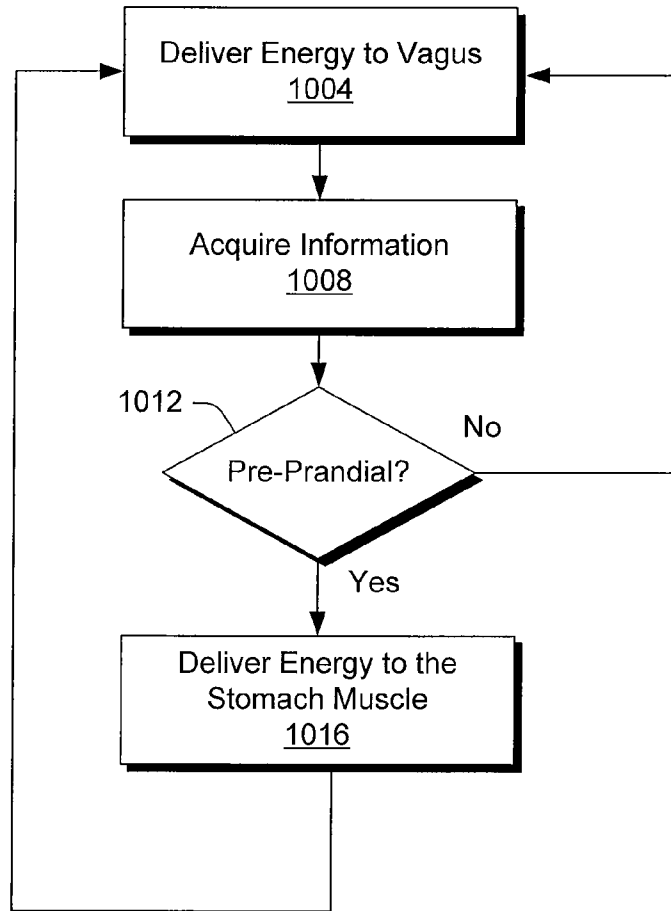 Deliver Energy to Vagus
1004
Acquire Information
1008
1012
No
Pre-Prandial?
Yes
Deliver Energy to the
Stomach Muscle
1016